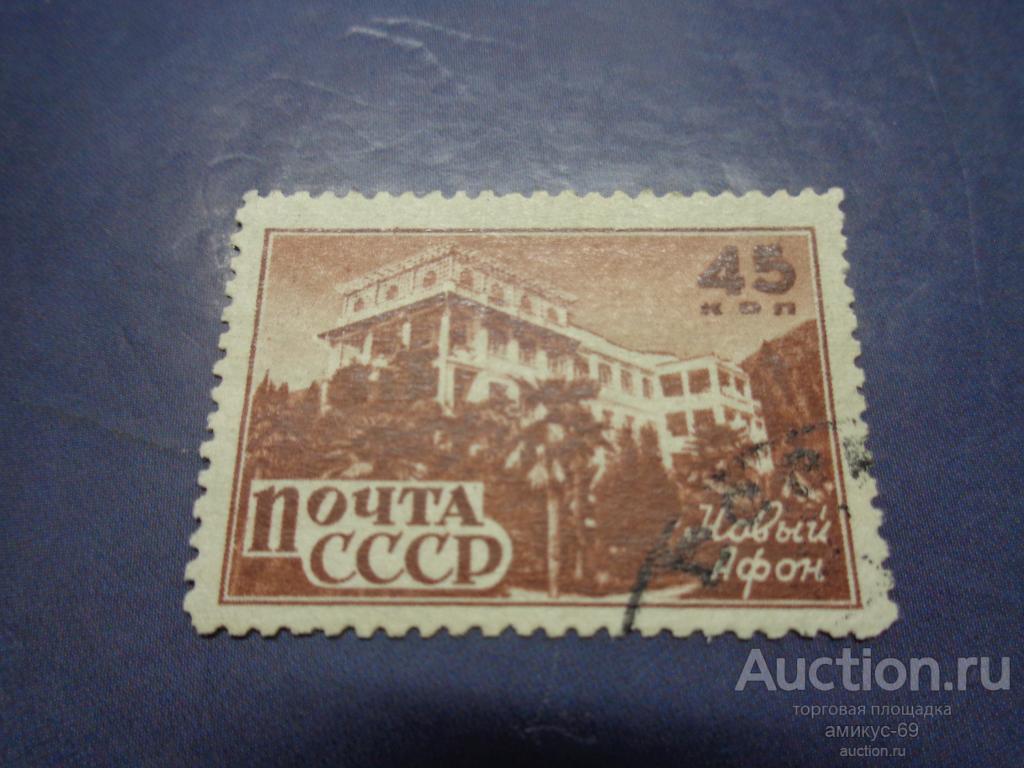 45
коп
почта
СССР
Новый
Афон
Auction.ru
торговая площадка
амикус-69
auction.ru